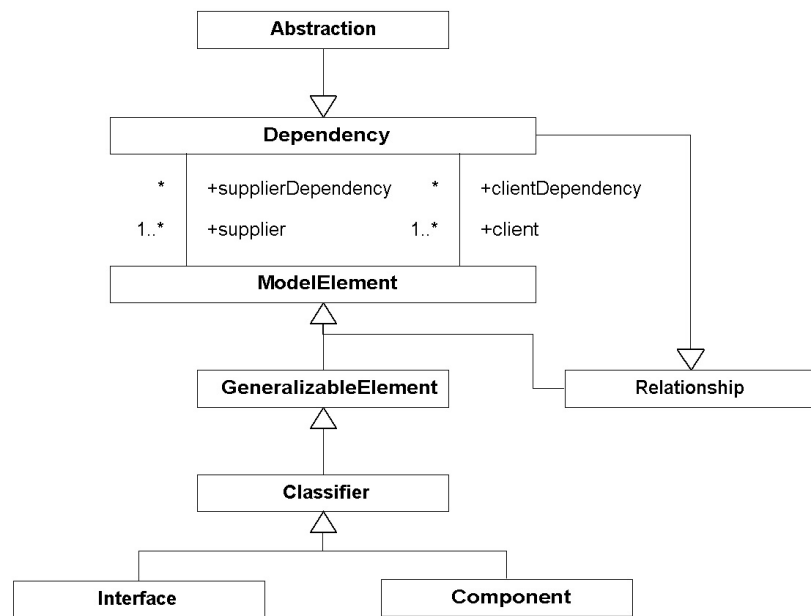 Abstraction
Dependency
* +supplierDependency * +clientDependency
1..* +supplier 1..* +client
ModelElement
GeneralizableElement
Relationship
Classifier
Interface
Component